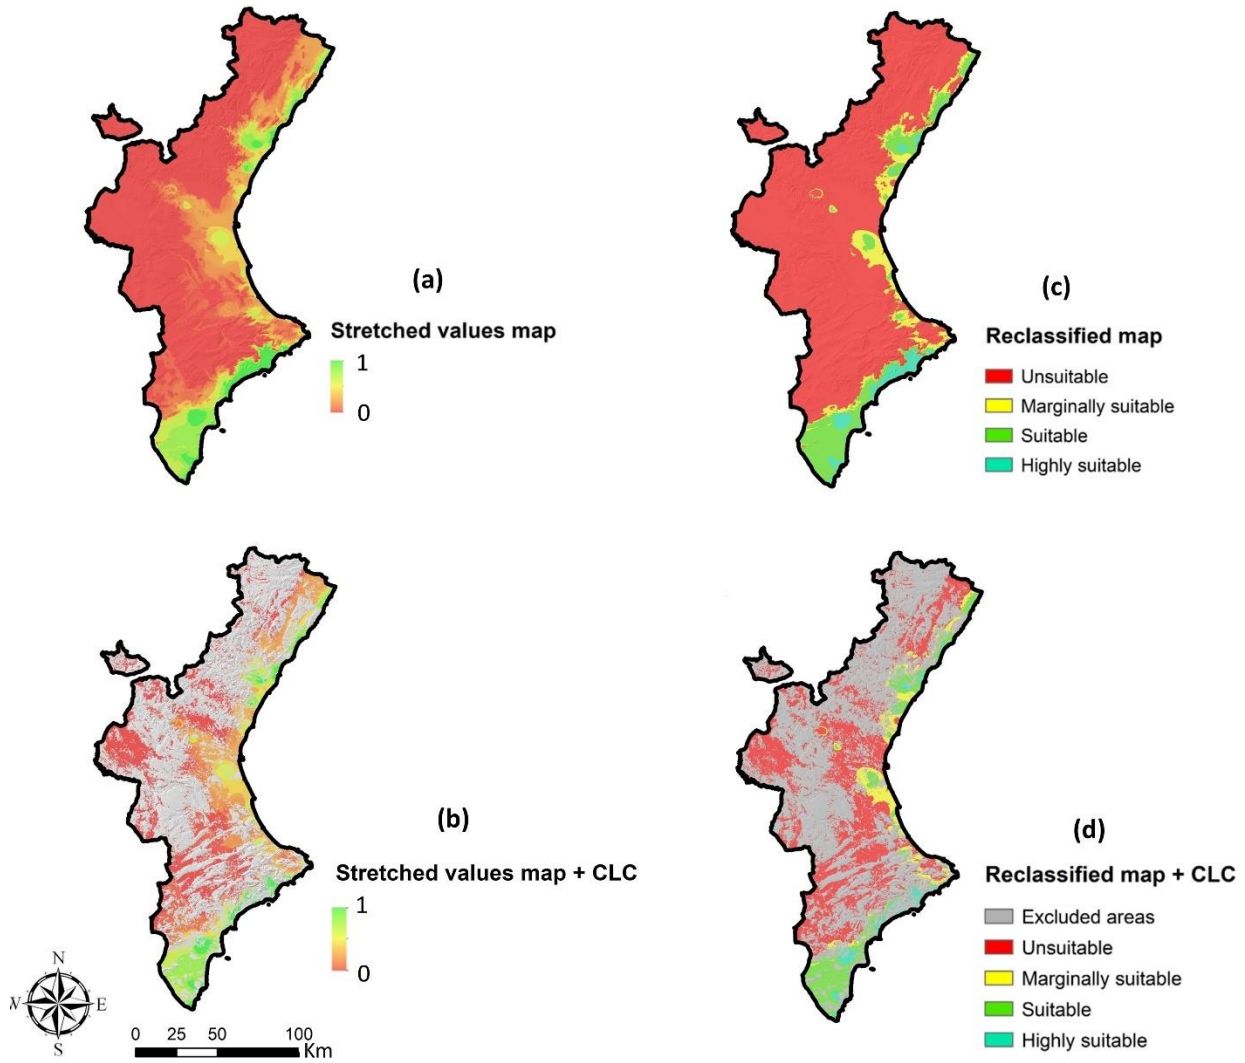 (a)
Stretched values map
1
0
(c)
Reclassified map
Unsuitable
Marginally suitable
Suitable
Highly suitable
(b)
Stretched values map + CLC
1
0
N
W E
S
0 25 50 100
Km
(d)
Reclassified map + CLC
Excluded areas
Unsuitable
Marginally suitable
Suitable
Highly suitable